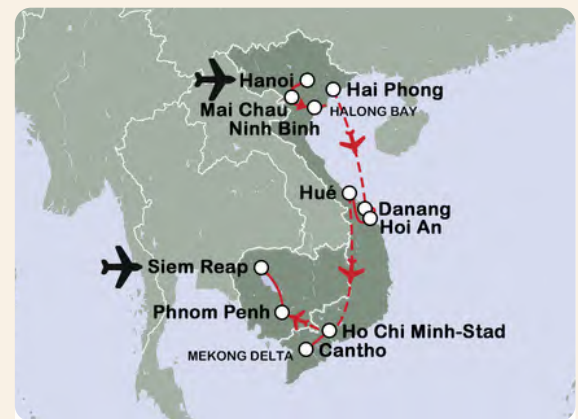 Hanoi
Hai Phong
Mai Chau
HALONG BAY
Ninh Binh
Hué
Danang
Hoi An
Siem Reap
Phnom Penh
Ho Chi Minh-Stad
MEKONG DELTA
Cantho